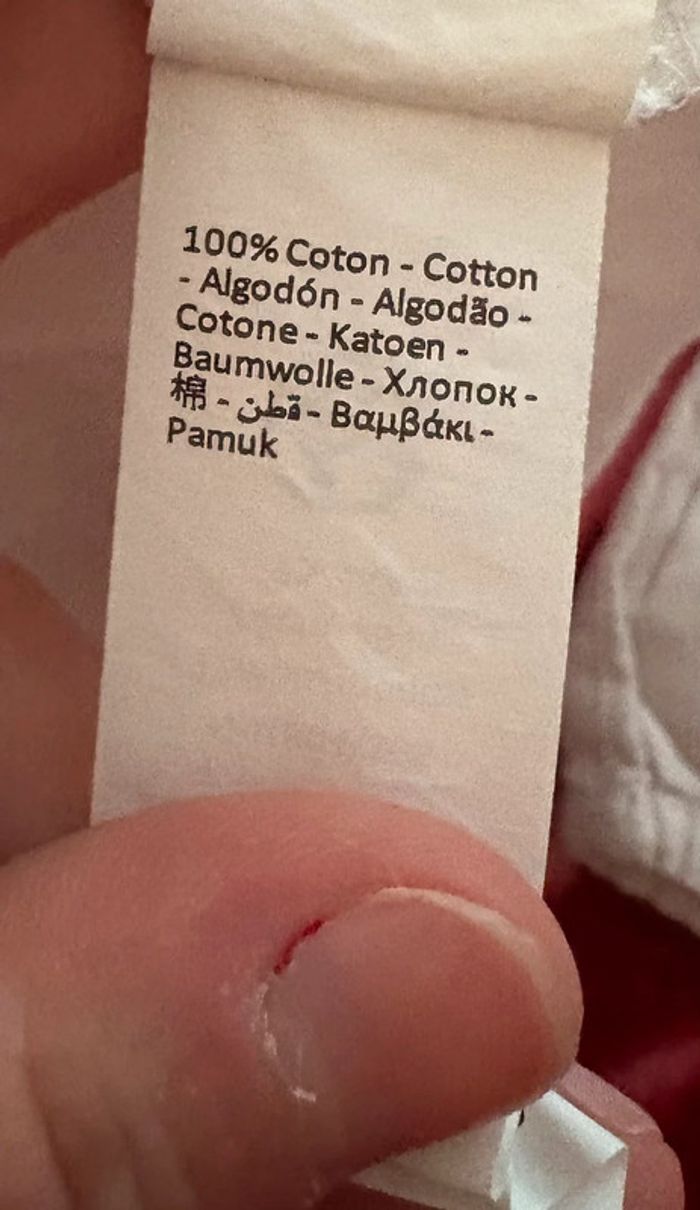 100% Coton - Cotton
- Algodón - Algodão -
Cotone - Katoen -
Baumwolle - Хлопок -
棉 - قطن - Βαμβάκι -
Pamuk